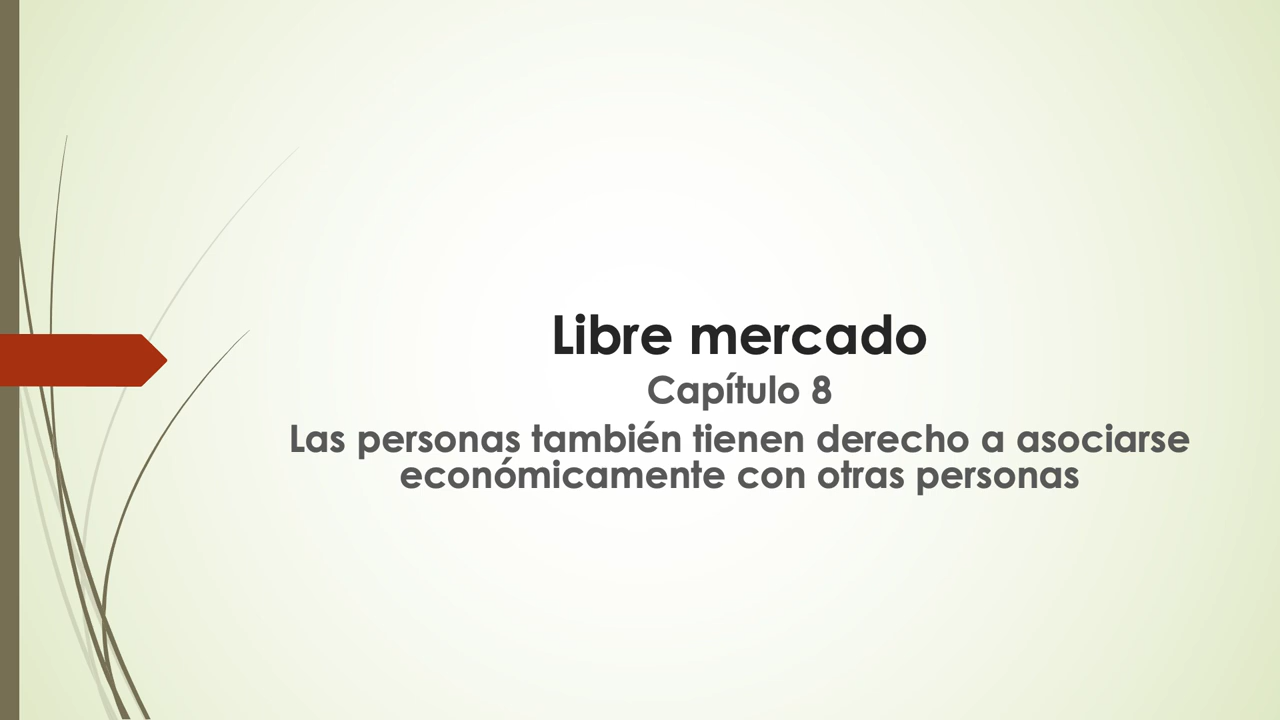 Libre mercado
Capítulo 8
Las personas también tienen derecho a asociarse
económicamente con otras personas